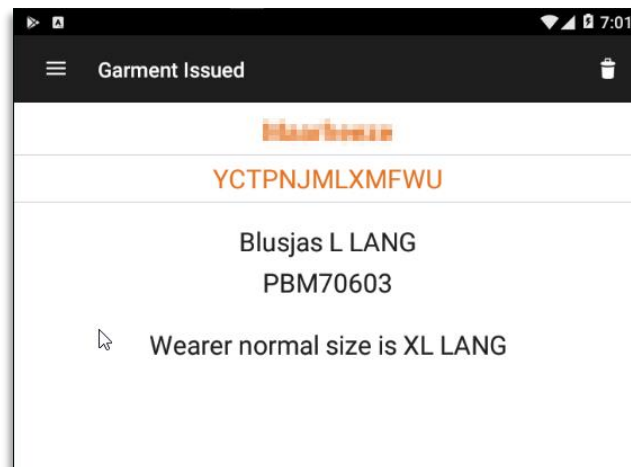 7:01
Garment Issued
YCTPNJMLXMFWU
Blusjas L LANG
PBM70603
Wearer normal size is XL LANG